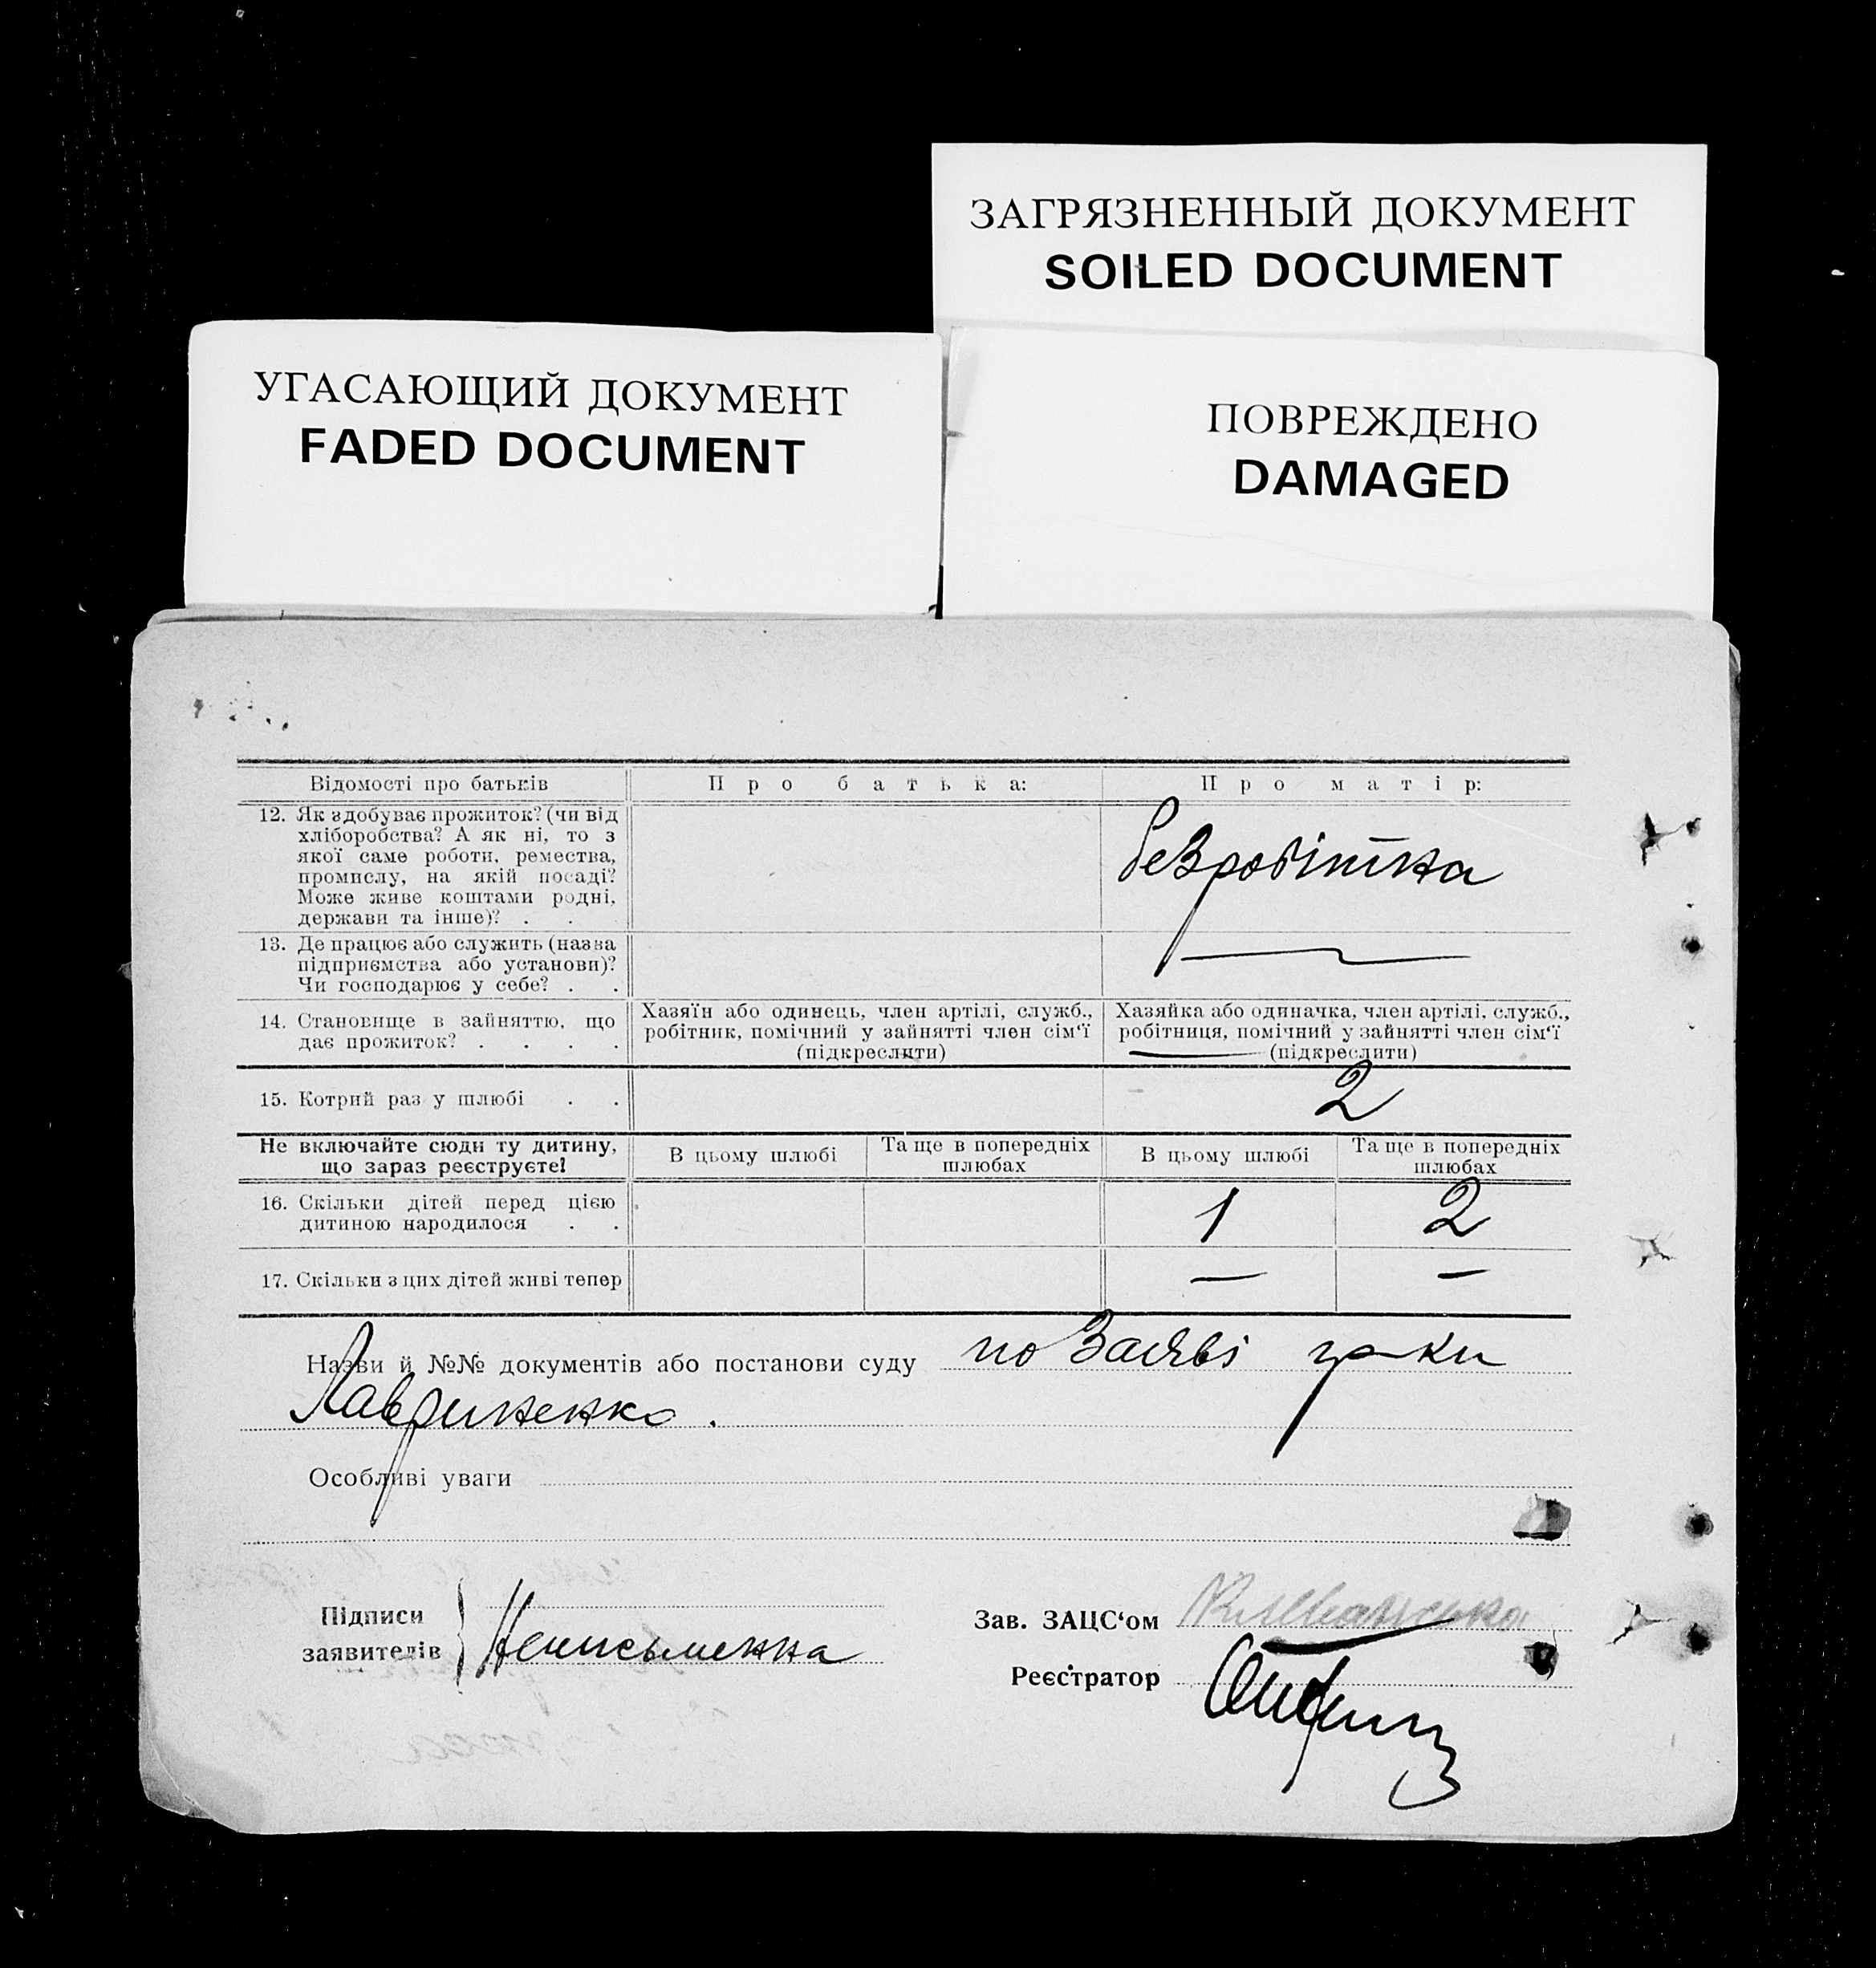 ЗАГРЯЗНЕННЫЙ ДОКУМЕНТ
SOILED DOCUMENT
УГАСАЮЩИЙ ДОКУМЕНТ
FADED DOCUMENT
ПОВРЕЖДЕНО
DAMAGED
Відомості про батьків
Про батька:
Про матір:
12. Як здобуває прожиток? (чи від
хліборобства? А як ні, то з
якої саме роботи, ремества,
промислу, на якій посаді?
Може живе коштами родні,
держави та інше)? . .
безробітна
13. Де працює або служить (назва
підприємства або установи)?
Чи господарює у себе? . .
—
14. Становище в зайняттю, що
дає прожиток? . . . .
Хазяїн або одинець, член артілі, служб.,
робітник, помічний у зайнятті член сім‘ї
(підкреслити)
Хазяйка або одиначка, член артілі, служб.,
робітниця, помічний у зайнятті член сім‘ї
(підкреслити)
15. Котрий раз у шлюбі . .
2
Не включайте сюди ту дитину,
що зараз реєструєте!
В цьому шлюбі
Та ще в попередніх
шлюбах
В цьому шлюбі
Та ще в попередніх
шлюбах
16. Скільки дітей перед цією
дитиною народилося . .
1
2
17. Скільки з цих дітей живі тепер
—
—
Назви й №№ документів або постанови суду по Заяві гр-ки
Лавриненко.
Особливі уваги
Підписи
заявителів
Неписьменна
Зав. ЗАЦС‘ом
Реєстратор